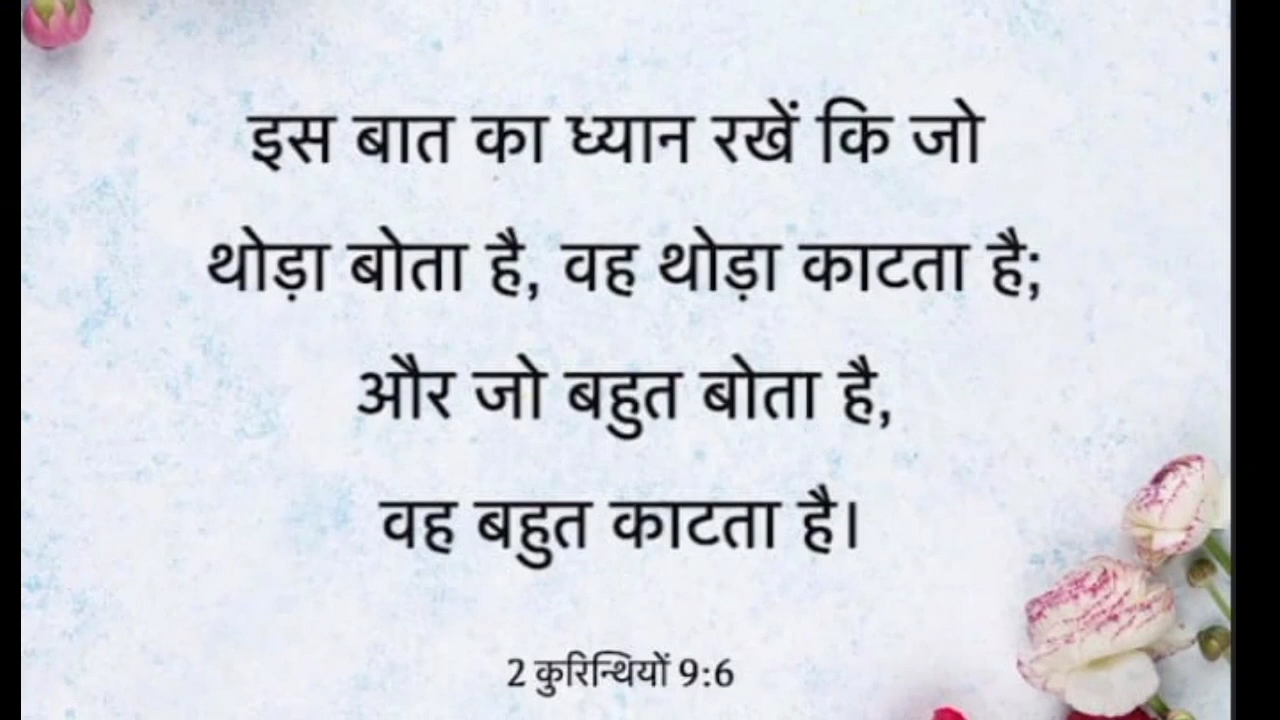 इस बात का ध्यान रखें कि जो
थोड़ा बोता है, वह थोड़ा काटता है;
और जो बहुत बोता है,
वह बहुत काटता है।
2 कुरिन्थियों 9:6